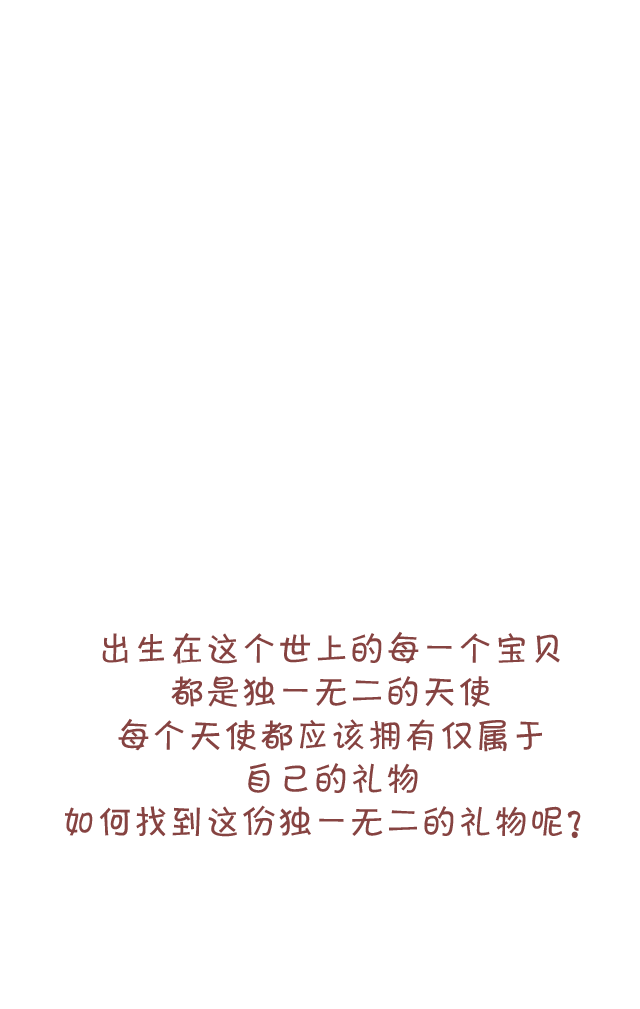 出生在这个世上的每一个宝贝
都是独一无二的天使
每个天使都应该拥有仅属于
自己的礼物
如何找到这份独一无二的礼物呢?